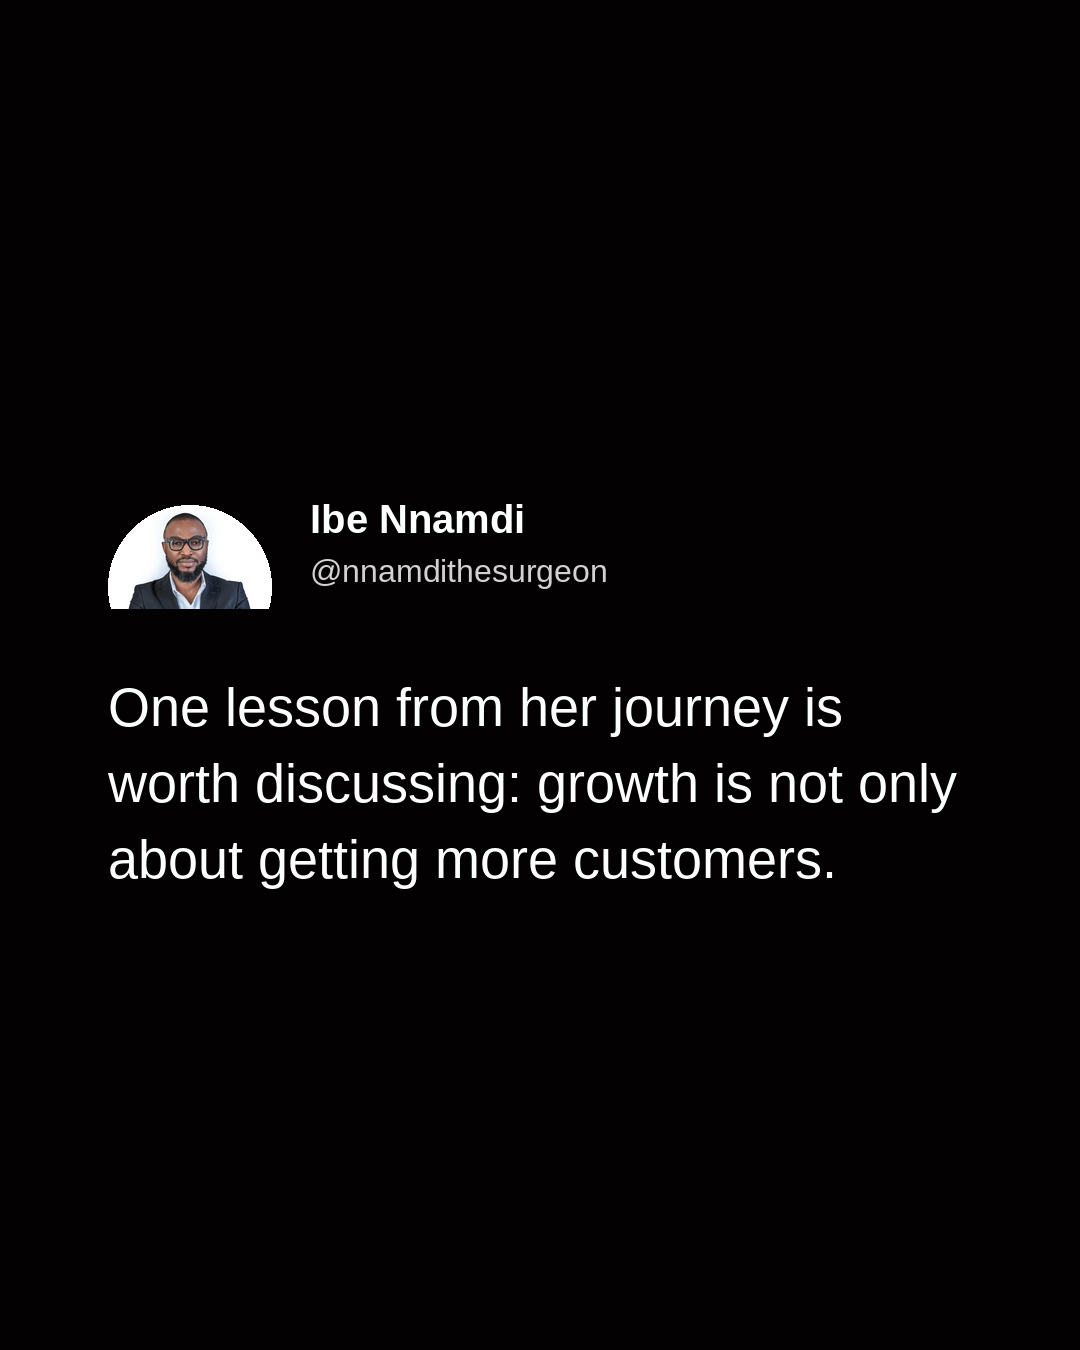 Ibe Nnamdi
@nnamdithesurgeon
One lesson from her journey is
worth discussing: growth is not only
about getting more customers.